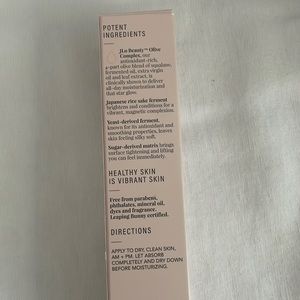 POTENT
INGREDIENTS
JLo Beauty™ Olive
Complex, our
antioxidant-rich,
4-part olive blend of squalane,
fermented oil, extra virgin
oil and leaf extract, is
clinically shown to deliver
all-day moisturization and
that star glow.
Japanese rice sake ferment
brightens and conditions for a
vibrant, magnetic complexion.
Yeast-derived ferment,
known for its antioxidant and
smoothing properties, leaves
skin feeling silky soft.
Sugar-derived matrix brings
surface tightening and lifting
you can feel immediately.
HEALTHY SKIN
IS VIBRANT SKIN
Free from parabens,
phthalates, mineral oil,
dyes and fragrance.
Leaping Bunny certified.
DIRECTIONS
APPLY TO DRY, CLEAN SKIN,
AM + PM. LET ABSORB
COMPLETELY AND DRY DOWN
BEFORE MOISTURIZING.